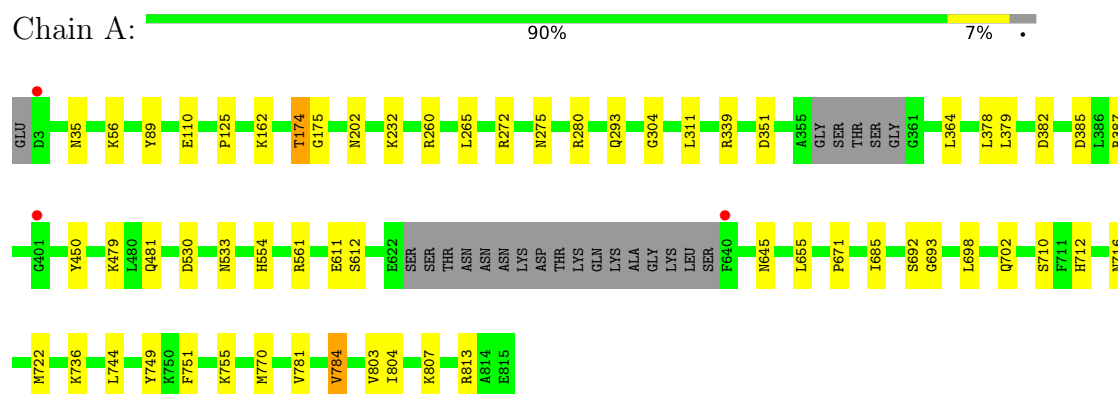 Chain A:
90% 7% •
GLU D3 N35 K56 Y89 E110 P125 K162 T174 G175 N202 K232 R260 L265 R272 N275 R280 Q293 G304 L311 R339 D351 A355 GLY SER THR SER GLY G361 L364 L378 L379 D382 D385 L386
G401 Y450 K479 L480 Q481 D530 N533 H554 R561 E611 S612 E622 SER SER THR ASN ASN ASN LYS ASP THR LYS GLN LYS ALA GLY LYS LEU SER F640 N645 L655 P671 I685 S692 G693 L698 Q702 S710 F711 H712
M722 K736 L744 Y749 K750 F751 K755 M770 V781 V784 V803 I804 K807 R813 A814 E815